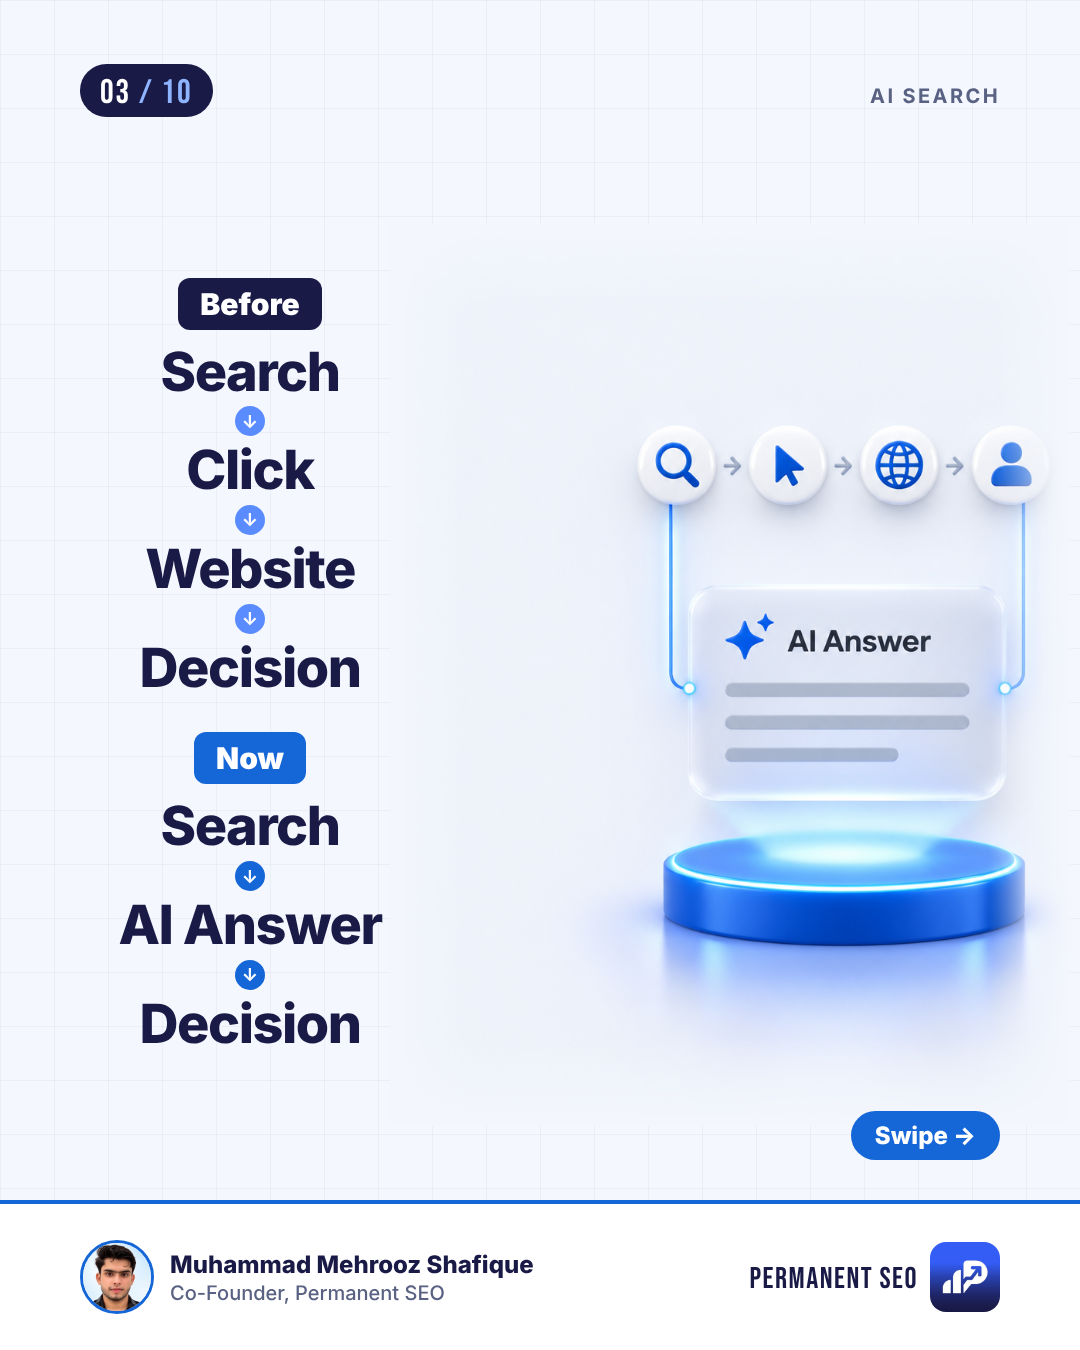 03 / 10
AI SEARCH
Before
Search
Click
Website
Decision
Now
Search
AI Answer
Decision
AI Answer
Swipe →
Muhammad Mehrooz Shafique
Co-Founder, Permanent SEO
PERMANENT SEO